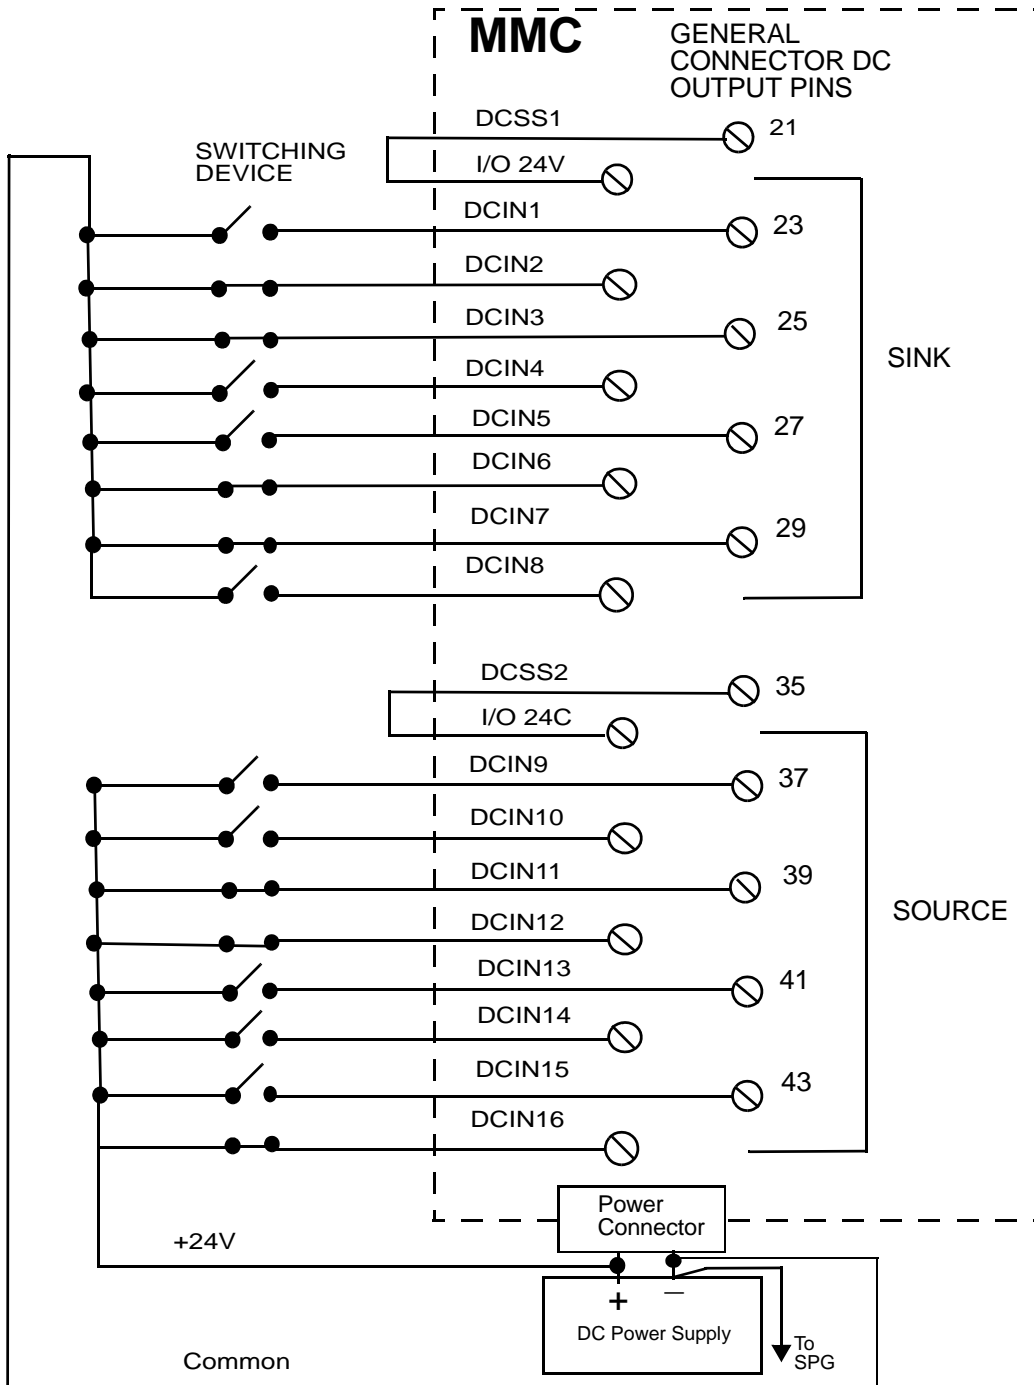 MMC
GENERAL
CONNECTOR DC
OUTPUT PINS
DCSS1
21
SWITCHING
DEVICE
I/O 24V
DCIN1
23
DCIN2
DCIN3
25
SINK
DCIN4
DCIN5
27
DCIN6
DCIN7
29
DCIN8
DCSS2
35
I/O 24C
DCIN9
37
DCIN10
DCIN11
39
SOURCE
DCIN12
DCIN13
41
DCIN14
DCIN15
43
DCIN16
Power
Connector
+24V
+ _
DC Power Supply
To
SPG
Common